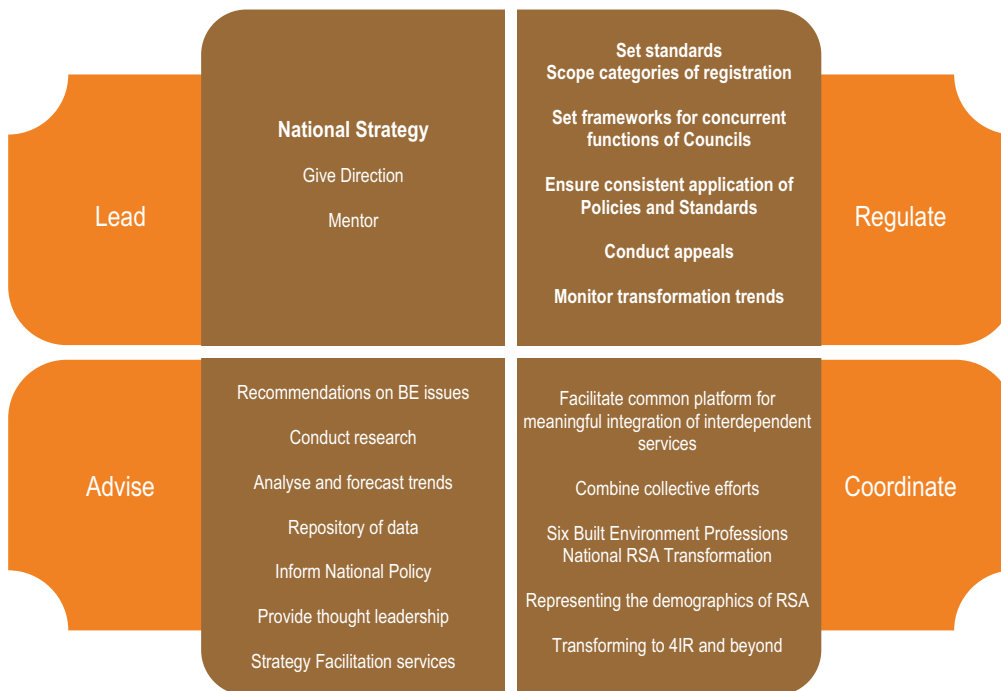 Lead
National Strategy
Give Direction
Mentor
Set standards
Scope categories of registration
Set frameworks for concurrent
functions of Councils
Ensure consistent application of
Policies and Standards
Conduct appeals
Monitor transformation trends
Regulate
Advise
Recommendations on BE issues
Conduct research
Analyse and forecast trends
Repository of data
Inform National Policy
Provide thought leadership
Strategy Facilitation services
Facilitate common platform for
meaningful integration of interdependent
services
Combine collective efforts
Six Built Environment Professions
National RSA Transformation
Representing the demographics of RSA
Transforming to 4IR and beyond
Coordinate